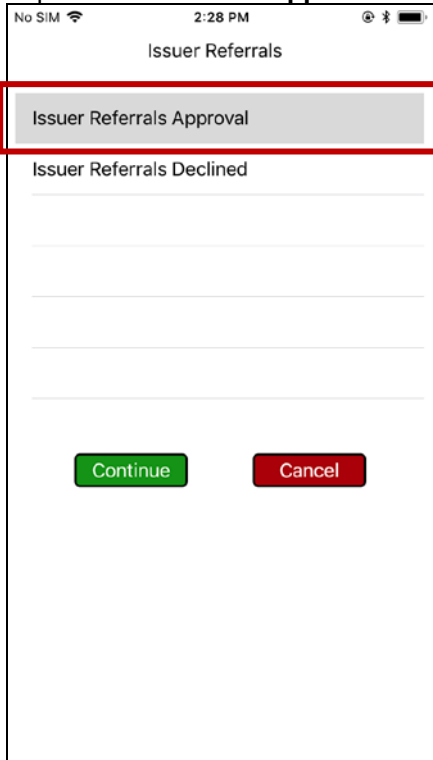 No SIM 2:28 PM
Issuer Referrals
Issuer Referrals Approval
Issuer Referrals Declined
Continue Cancel